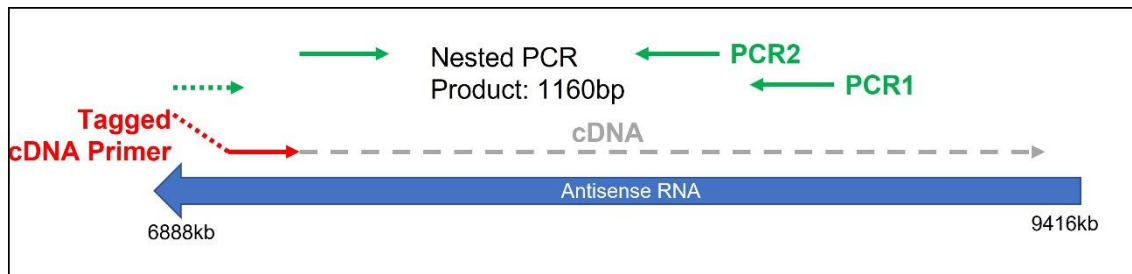 Nested PCR
Product: 1160bp
PCR2
PCR1
Tagged
cDNA Primer
cDNA
Antisense RNA
6888kb
9416kb